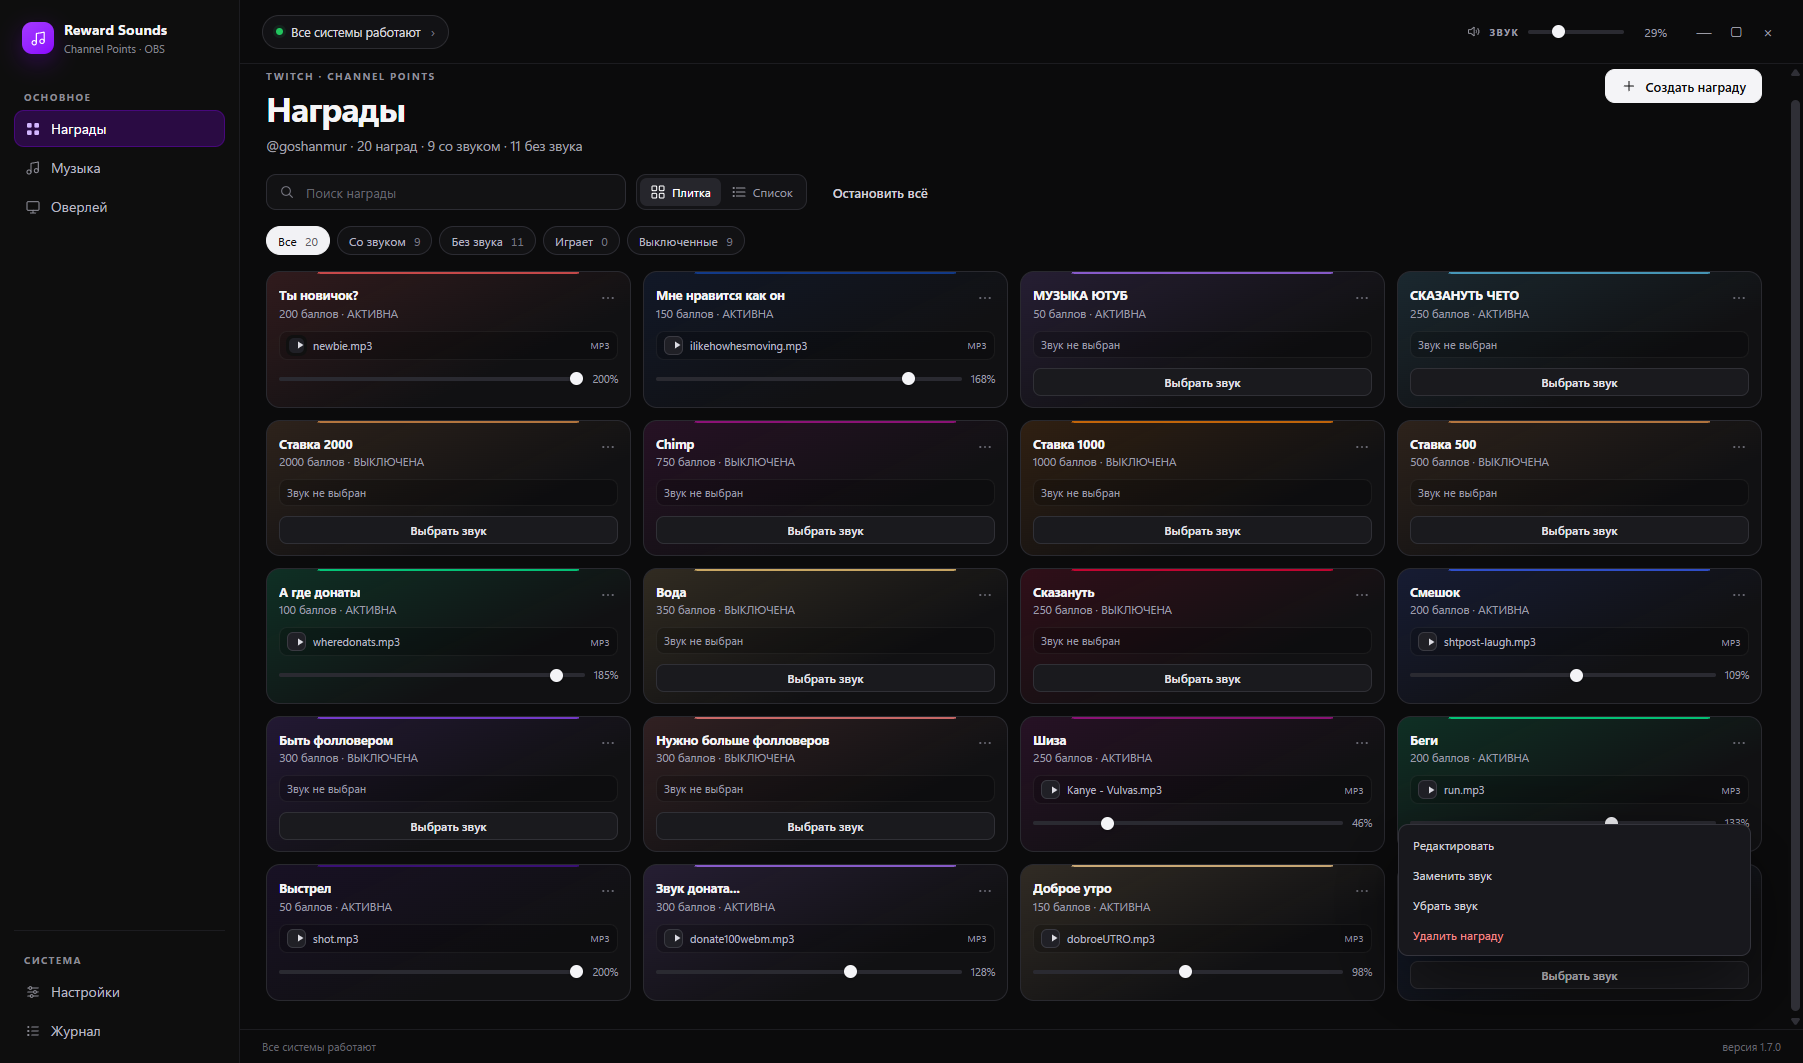 Reward Sounds
Channel Points · OBS
ОСНОВНОЕ
Награды
Музыка
Оверлей
СИСТЕМА
Настройки
Журнал
Все системы работают ›
ЗВУК 29%
TWITCH · CHANNEL POINTS
Награды
@goshanmur · 20 наград · 9 со звуком · 11 без звука
+ Создать награду
Поиск награды
Плитка Список Остановить всё
Все 20 Со звуком 9 Без звука 11 Играет 0 Выключенные 9
Ты новичок?
200 баллов · АКТИВНА
newbie.mp3 MP3
200%
Мне нравится как он
150 баллов · АКТИВНА
ilikehowhesmoving.mp3 MP3
168%
МУЗЫКА ЮТУБ
50 баллов · АКТИВНА
Звук не выбран
Выбрать звук
СКАЗАНУТЬ ЧЕТО
250 баллов · АКТИВНА
Звук не выбран
Выбрать звук
Ставка 2000
2000 баллов · ВЫКЛЮЧЕНА
Звук не выбран
Выбрать звук
Chimp
750 баллов · ВЫКЛЮЧЕНА
Звук не выбран
Выбрать звук
Ставка 1000
1000 баллов · ВЫКЛЮЧЕНА
Звук не выбран
Выбрать звук
Ставка 500
500 баллов · ВЫКЛЮЧЕНА
Звук не выбран
Выбрать звук
А где донаты
100 баллов · АКТИВНА
wheredonats.mp3 MP3
185%
Вода
350 баллов · ВЫКЛЮЧЕНА
Звук не выбран
Выбрать звук
Сказануть
250 баллов · ВЫКЛЮЧЕНА
Звук не выбран
Выбрать звук
Смешок
200 баллов · АКТИВНА
shtpost-laugh.mp3 MP3
109%
Быть фолловером
300 баллов · ВЫКЛЮЧЕНА
Звук не выбран
Выбрать звук
Нужно больше фолловеров
300 баллов · ВЫКЛЮЧЕНА
Звук не выбран
Выбрать звук
Шиза
250 баллов · АКТИВНА
Kanye - Vulvas.mp3 MP3
46%
Беги
200 баллов · АКТИВНА
run.mp3 MP3
133%
Выстрел
50 баллов · АКТИВНА
shot.mp3 MP3
200%
Звук доната...
300 баллов · АКТИВНА
donate100webm.mp3 MP3
128%
Доброе утро
150 баллов · АКТИВНА
dobroeUTRO.mp3 MP3
98%
Редактировать
Заменить звук
Убрать звук
Удалить награду
Выбрать звук
Все системы работают
версия 1.7.0